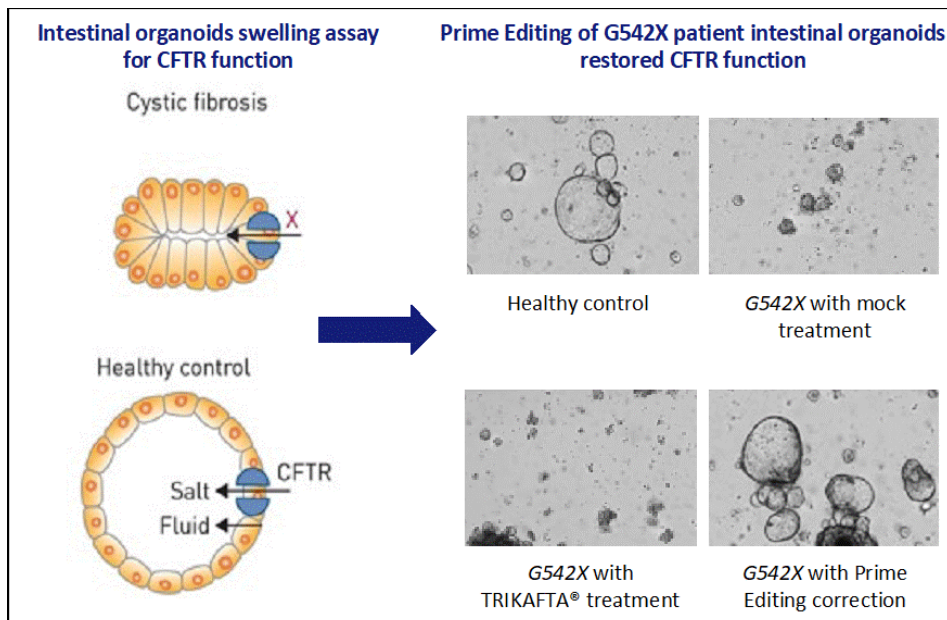 Intestinal organoids swelling assay
for CFTR function
Cystic fibrosis
X
Healthy control
CFTR
Salt
Fluid
Prime Editing of G542X patient intestinal organoids
restored CFTR function
Healthy control
G542X with mock
treatment
G542X with
TRIKAFTA® treatment
G542X with Prime
Editing correction